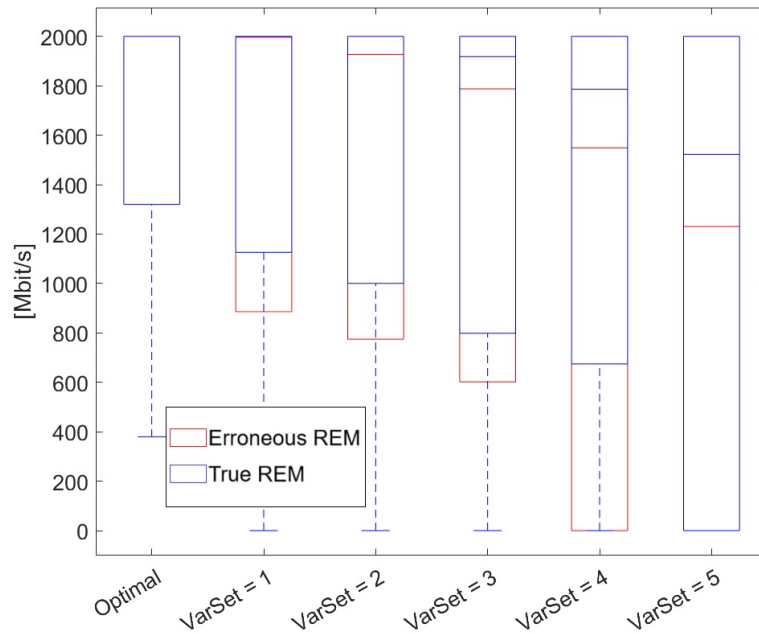 2000
1800
1600
1400
1200
1000
800
600
400
200
0
[Mbit/s]
Erroneous REM
True REM
Optimal
VarSet = 1
VarSet = 2
VarSet = 3
VarSet = 4
VarSet = 5